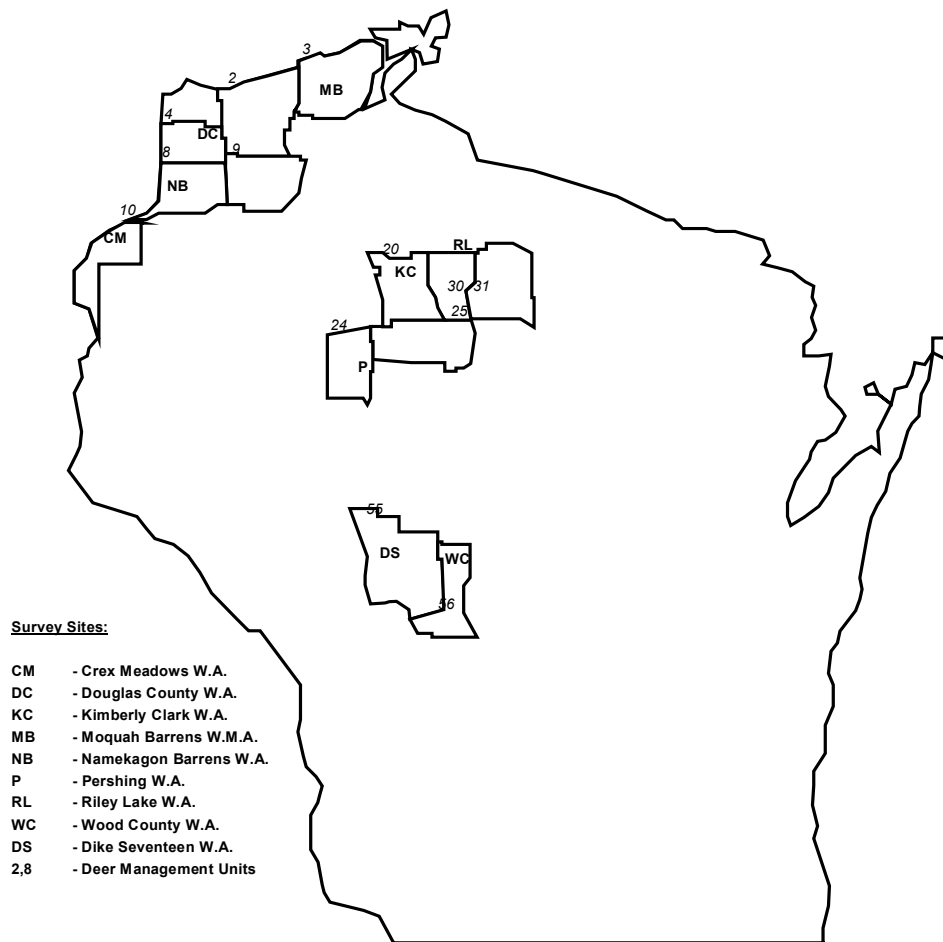 3
2
MB
4
DC
8
9
NB
10
CM
20
RL
KC
30
31
25
24
P
55
DS
WC
56
Survey Sites:
CM - Crex Meadows W.A.
DC - Douglas County W.A.
KC - Kimberly Clark W.A.
MB - Moquah Barrens W.M.A.
NB - Namekagon Barrens W.A.
P - Pershing W.A.
RL - Riley Lake W.A.
WC - Wood County W.A.
DS - Dike Seventeen W.A.
2,8 - Deer Management Units